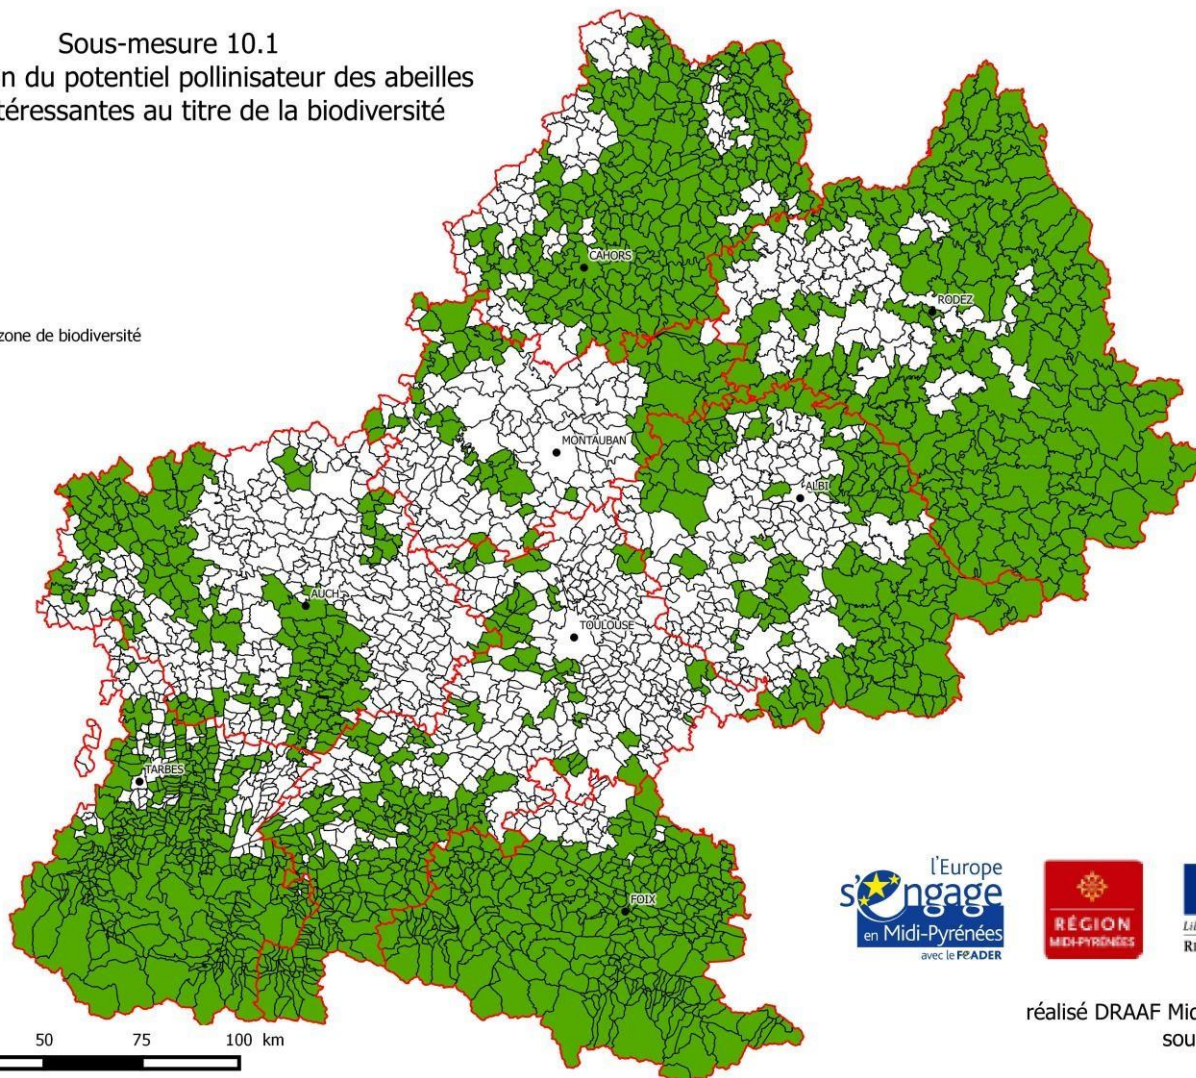 Sous-mesure 10.1
n du potentiel pollinisateur des abeilles
téressantes au titre de la biodiversité
zone de biodiversité
CAHORS
RODEZ
MONTAUBAN
ALBI
AUCH
TOULOUSE
TARBES
FOIX
l'Europe
s'engage
en Midi-Pyrénées
avec le FEADER
RÉGION
MIDI-PYRÉNÉES
réalisé DRAAF Mid
sou
50 75 100 km